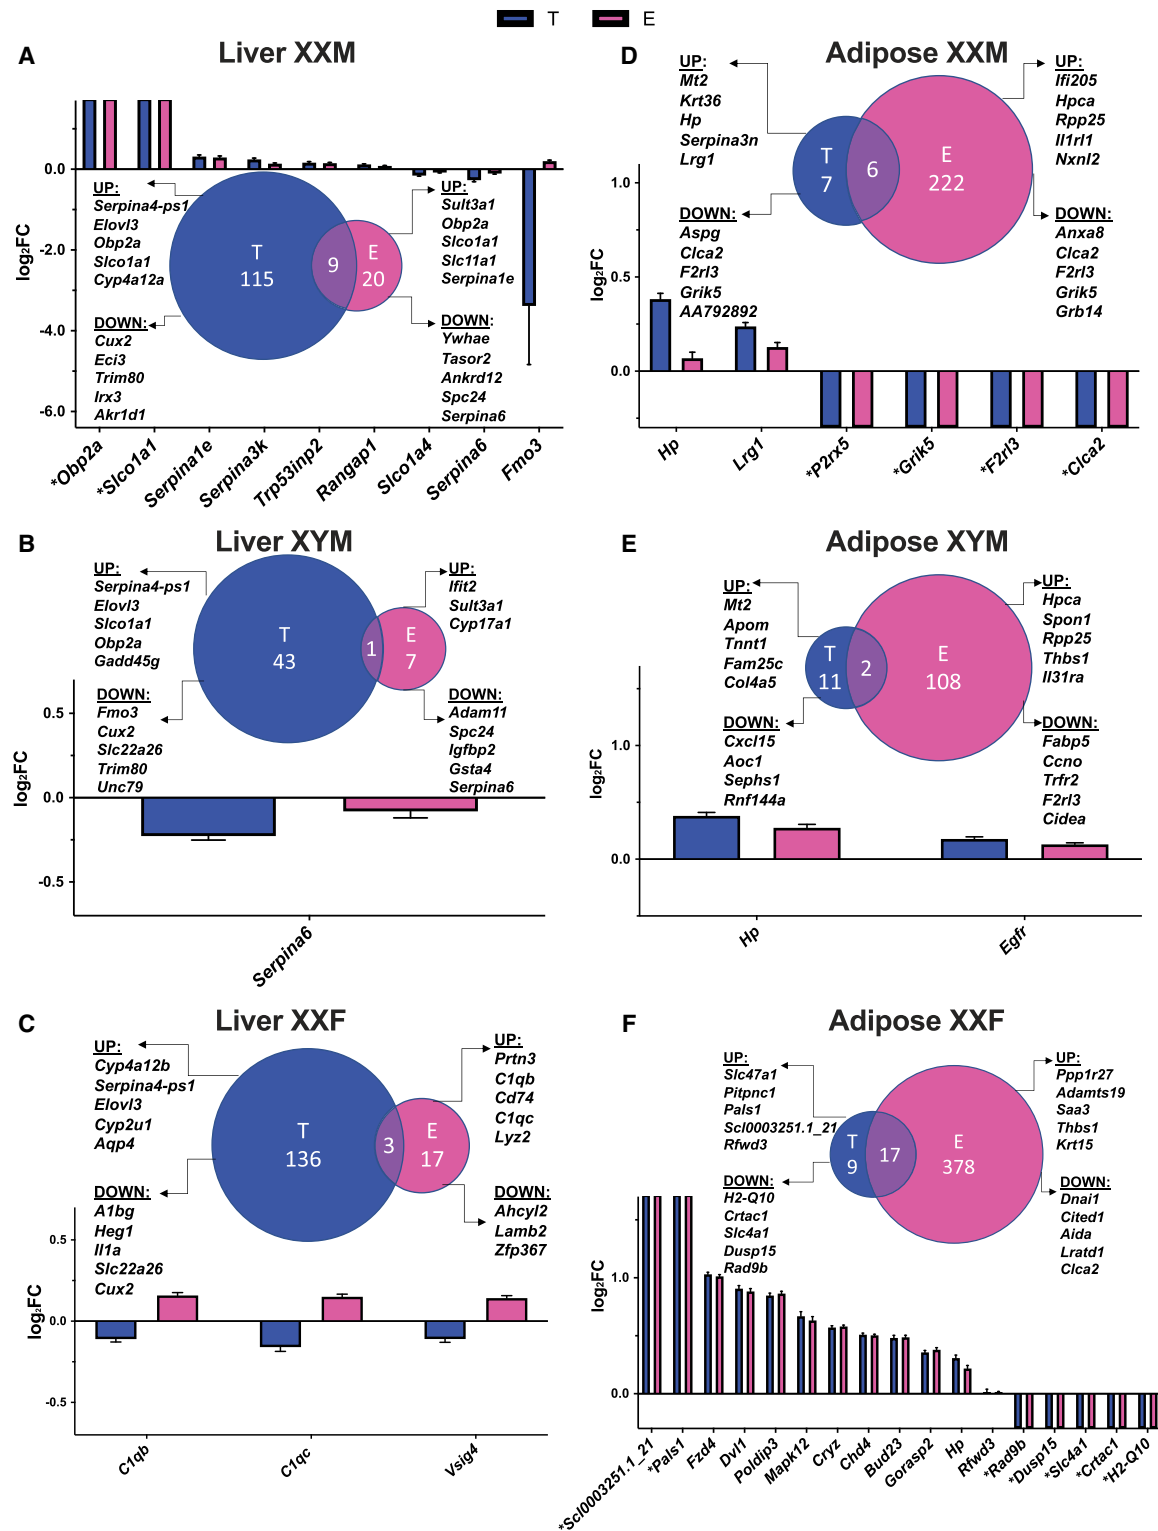 T E
A Liver XXM
0.0
-2.0
-4.0
-6.0
log2FC
UP:
Serpina4-ps1
Elovl3
Obp2a
Slco1a1
Cyp4a12a
DOWN:
Cux2
Eci3
Trim80
Irx3
Akr1d1
T
115
9
E
20
UP:
Sult3a1
Obp2a
Slco1a1
Slc11a1
Serpina1e
DOWN:
Ywhae
Tasor2
Ankrd12
Spc24
Serpina6
*Obp2a
*Slco1a1
Serpina1e
Serpina3k
Trp53inp2
Rangap1
Slco1a4
Serpina6
Fmo3
B Liver XYM
UP:
Serpina4-ps1
Elovl3
Slco1a1
Obp2a
Gadd45g
DOWN:
Fmo3
Cux2
Slc22a26
Trim80
Unc79
T
43
1
E
7
UP:
Ifit2
Sult3a1
Cyp17a1
DOWN:
Adam11
Spc24
Igfbp2
Gsta4
Serpina6
0.5
0.0
-0.5
log2FC
Serpina6
C Liver XXF
UP:
Cyp4a12b
Serpina4-ps1
Elovl3
Cyp2u1
Aqp4
DOWN:
A1bg
Heg1
Il1a
Slc22a26
Cux2
T
136
3
E
17
UP:
Prtn3
C1qb
Cd74
C1qc
Lyz2
DOWN:
Ahcyl2
Lamb2
Zfp367
0.5
0.0
-0.5
log2FC
C1qb
C1qc
Vsig4
D Adipose XXM
UP:
Mt2
Krt36
Hp
Serpina3n
Lrg1
DOWN:
Aspg
Clca2
F2rl3
Grik5
AA792892
T
7
6
E
222
UP:
Ifi205
Hpca
Rpp25
Il1rl1
Nxnl2
DOWN:
Anxa8
Clca2
F2rl3
Grik5
Grb14
1.0
0.5
0.0
log2FC
Hp
Lrg1
*P2rx5
*Grik5
*F2rl3
*Clca2
E Adipose XYM
UP:
Mt2
Apom
Tnnt1
Fam25c
Col4a5
DOWN:
Cxcl15
Aoc1
Sephs1
Rnf144a
T
11
2
E
108
UP:
Hpca
Spon1
Rpp25
Thbs1
Il31ra
DOWN:
Fabp5
Ccno
Trfr2
F2rl3
Cidea
1.0
0.0
log2FC
Hp
Egfr
F Adipose XXF
UP:
Slc47a1
Pitpnc1
Pals1
Scl0003251.1_21
Rfwd3
DOWN:
H2-Q10
Crtac1
Slc4a1
Dusp15
Rad9b
T
9
17
E
378
UP:
Ppp1r27
Adamts19
Saa3
Thbs1
Krt15
DOWN:
Dnai1
Cited1
Aida
Lratd1
Clca2
1.0
0.0
log2FC
*Scl0003251.1_21
*Pals1
Fzd4
Dvl1
Poldip3
Mapk12
Cryz
Chd4
Bud23
Gorasp2
Hp
Rfwd3
*Rad9b
*Dusp15
*Slc4a1
*Crtac1
*H2-Q10